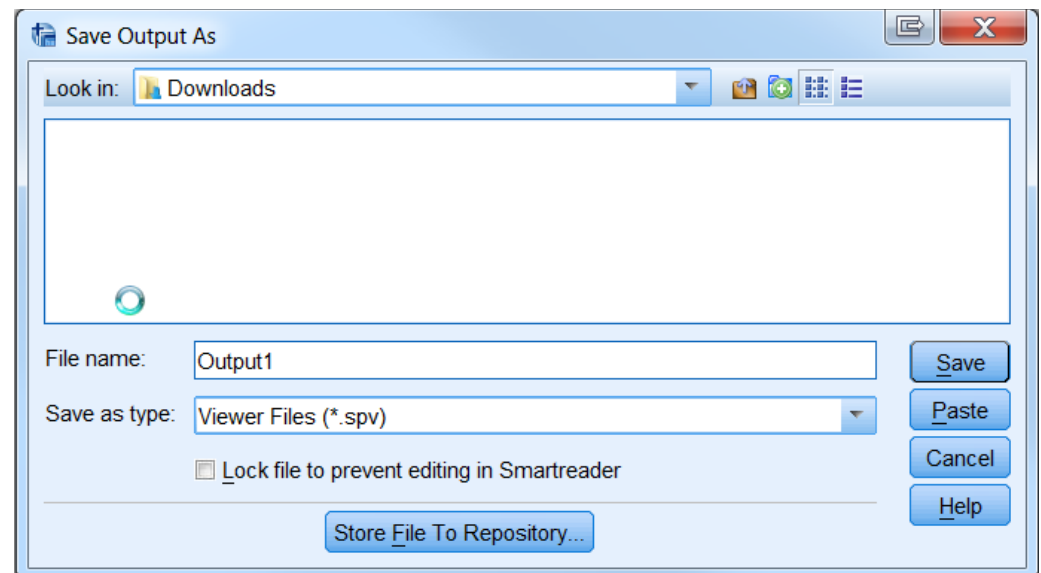 Save Output As
Look in: Downloads
File name: Output1
Save as type: Viewer Files (*.spv)
Lock file to prevent editing in Smartreader
Store File To Repository...
Save
Paste
Cancel
Help